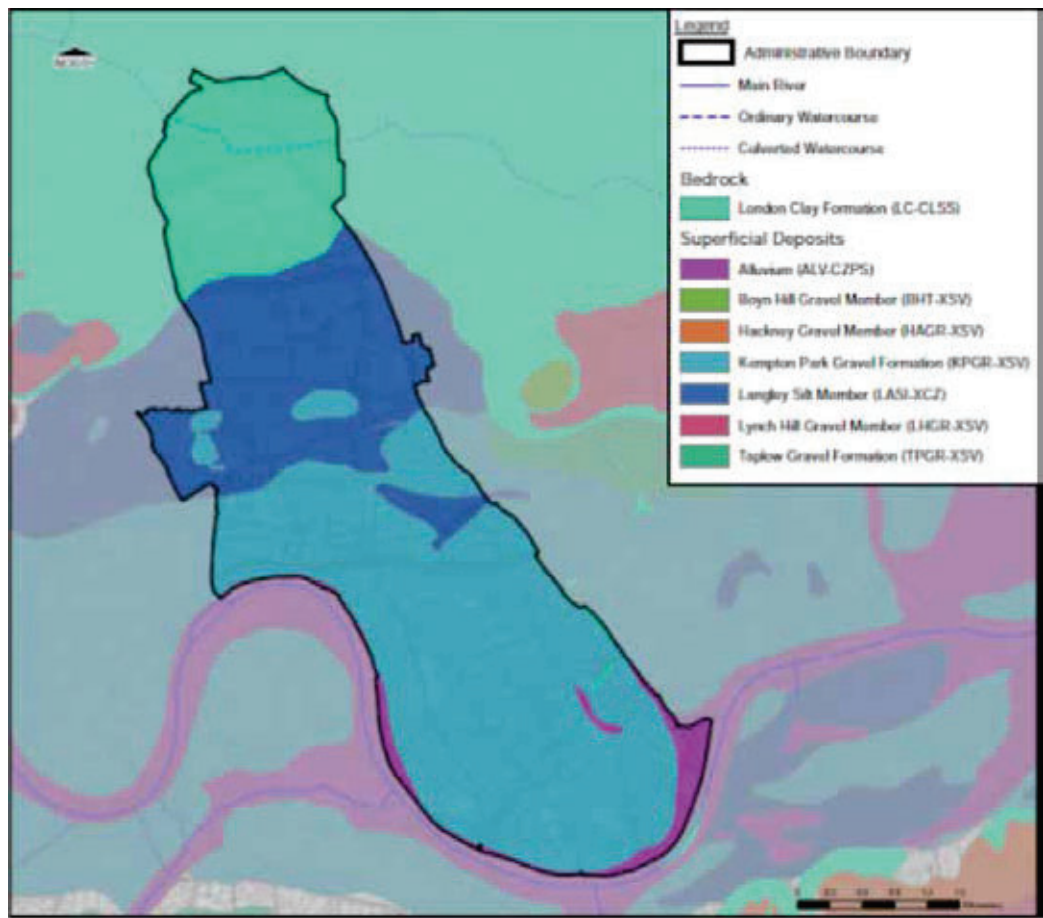 Legend
Administrative Boundary
Main River
Ordinary Watercourse
Culverted Watercourse
Bedrock
London Clay Formation (LC-CLSS)
Superficial Deposits
Alluvium (ALV-CZPS)
Boyn Hill Gravel Member (BHT-XSV)
Hackney Gravel Member (HAGR-XSV)
Kempton Park Gravel Formation (KPGR-XSV)
Langley Silt Member (LASI-XCZ)
Lynch Hill Gravel Member (LHGR-XSV)
Taplow Gravel Formation (TPGR-XSV)